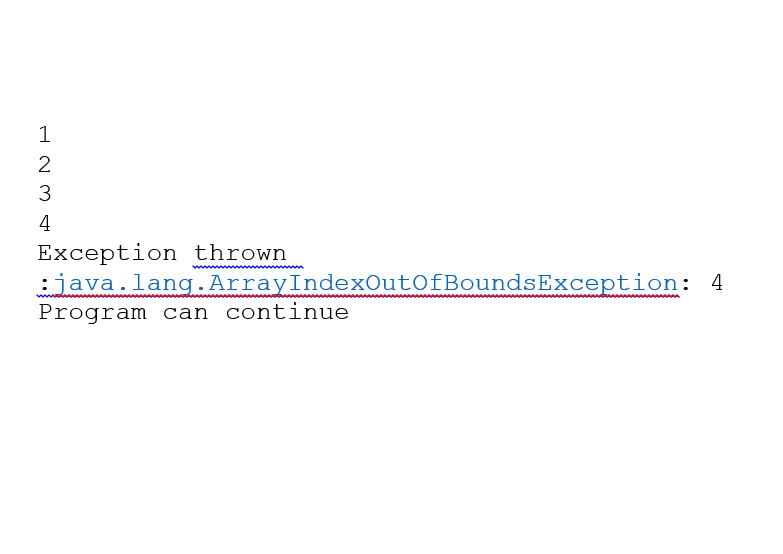 1
2
3
4
Exception thrown
:java.lang.ArrayIndexOutOfBoundsException: 4
Program can continue